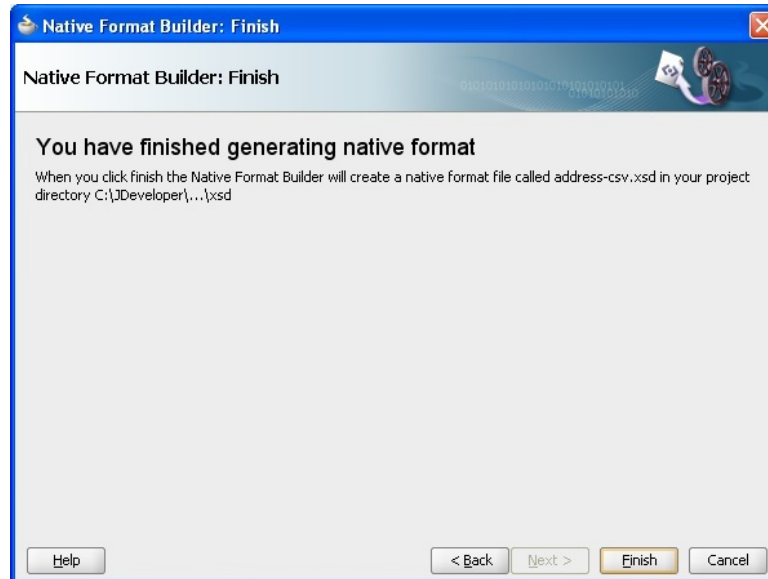 Native Format Builder: Finish
Native Format Builder: Finish
You have finished generating native format
When you click finish the Native Format Builder will create a native format file called address-csv.xsd in your project
directory C:\JDeveloper\...\xsd
Help
< Back
Next >
Finish
Cancel